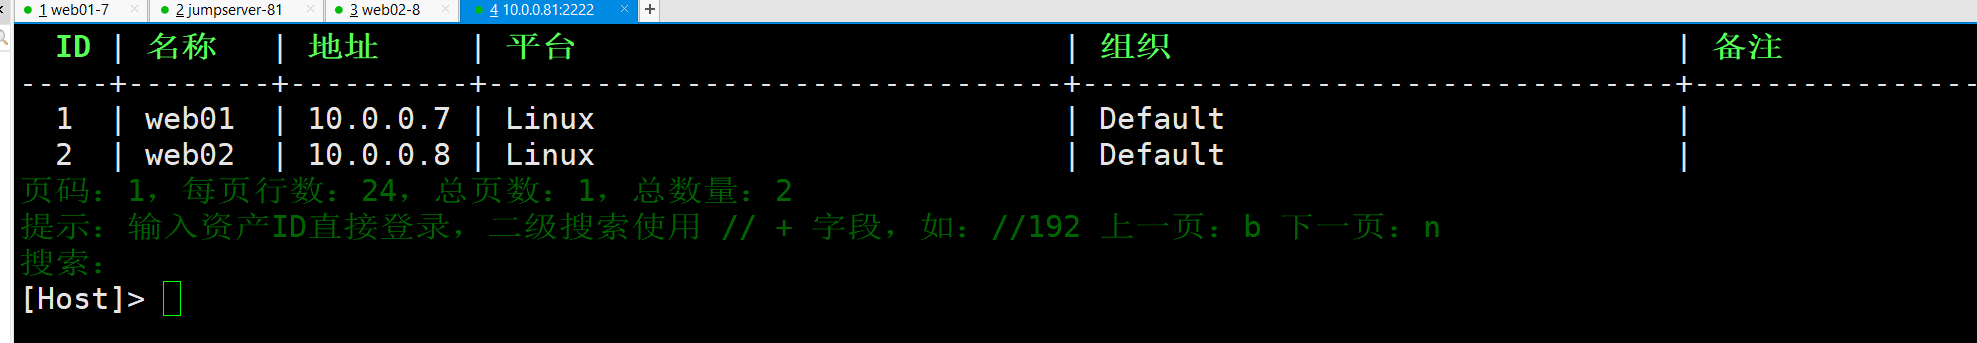 1 web01-7 2 jumpserver-81 3 web02-8 4 10.0.0.81:2222
ID | 名称 | 地址 | 平台 | 组织 | 备注
-----+--------+----------+---------------------------------+---------------------------------+----------------
1 | web01 | 10.0.0.7 | Linux | Default |
2 | web02 | 10.0.0.8 | Linux | Default |
页码：1，每页行数：24，总页数：1，总数量：2
提示：输入资产ID直接登录，二级搜索使用 // + 字段，如：//192 上一页：b 下一页：n
搜索：
[Host]>